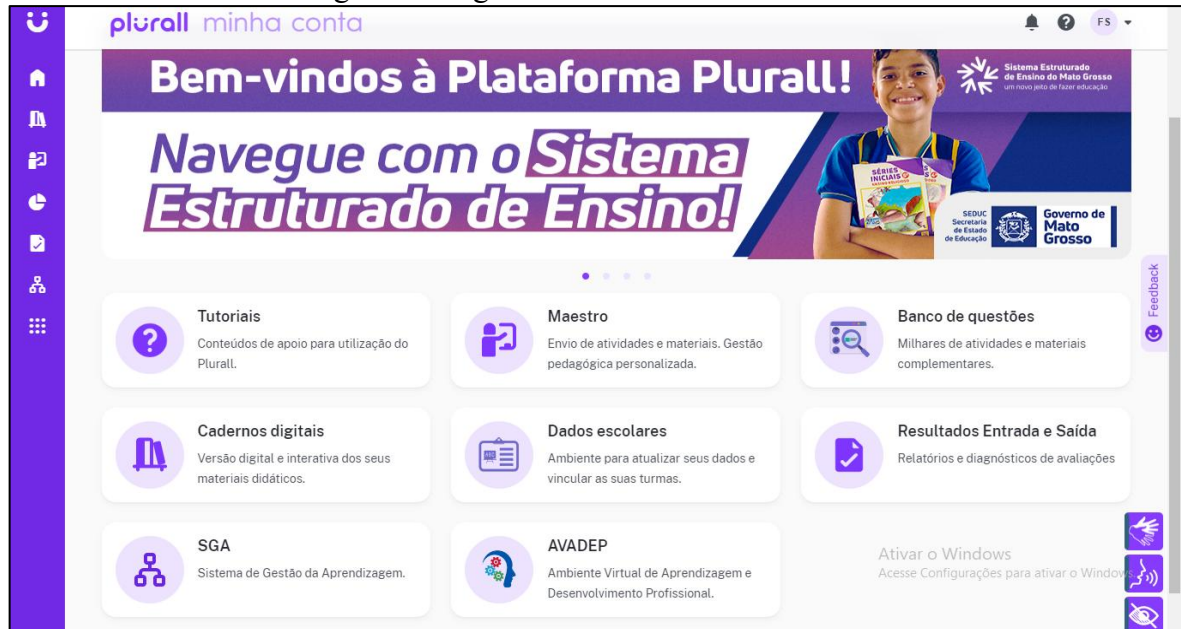 plurall minha conta
FS
Bem-vindos à Plataforma Plurall!
Sistema Estruturado
de Ensino do Mato Grosso
um novo jeito de fazer educação
Navegue com o Sistema
Estruturado de Ensino!
SÉRIES
INICIAIS
SEDUC
Secretaria
de Estado
de Educação
Governo de
Mato
Grosso
Feedback
Tutoriais
Conteúdos de apoio para utilização do
Plurall.
Maestro
Envio de atividades e materiais. Gestão
pedagógica personalizada.
Banco de questões
Milhares de atividades e materiais
complementares.
Cadernos digitais
Versão digital e interativa dos seus
materiais didáticos.
Dados escolares
Ambiente para atualizar seus dados e
vincular as suas turmas.
Resultados Entrada e Saída
Relatórios e diagnósticos de avaliações
SGA
Sistema de Gestão da Aprendizagem.
AVADEP
Ambiente Virtual de Aprendizagem e
Desenvolvimento Profissional.
Ativar o Windows
Acesse Configurações para ativar o Windows